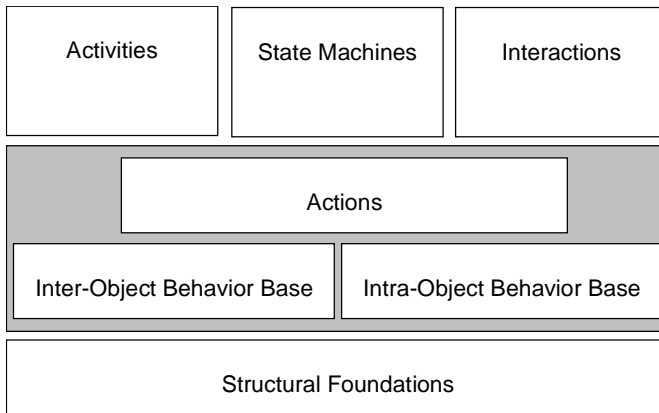 Activities
State Machines
Interactions
Actions
Inter-Object Behavior Base
Intra-Object Behavior Base
Structural Foundations